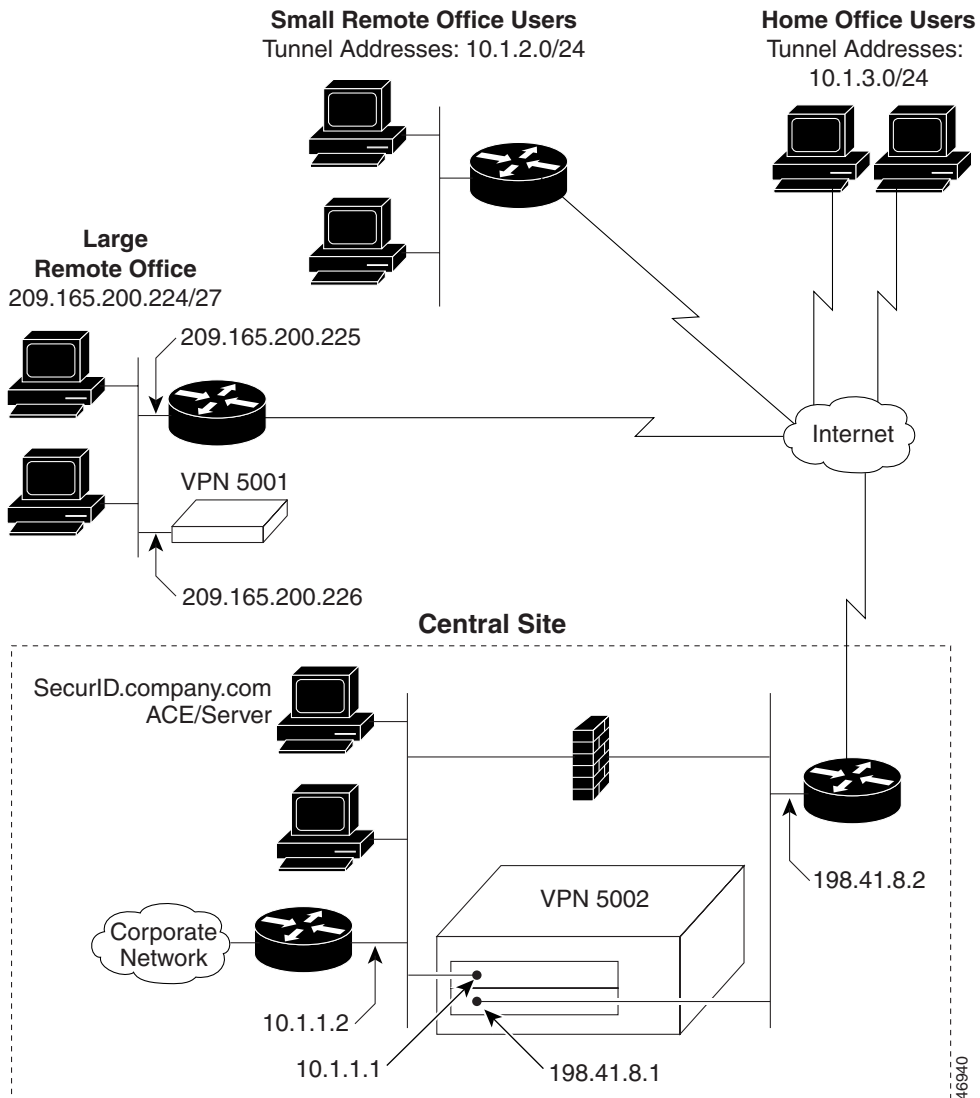 Small Remote Office Users
Tunnel Addresses: 10.1.2.0/24
Home Office Users
Tunnel Addresses:
10.1.3.0/24
Large
Remote Office
209.165.200.224/27
209.165.200.225
Internet
VPN 5001
209.165.200.226
Central Site
SecurID.company.com
ACE/Server
198.41.8.2
VPN 5002
Corporate
Network
10.1.1.2
10.1.1.1
198.41.8.1
46940